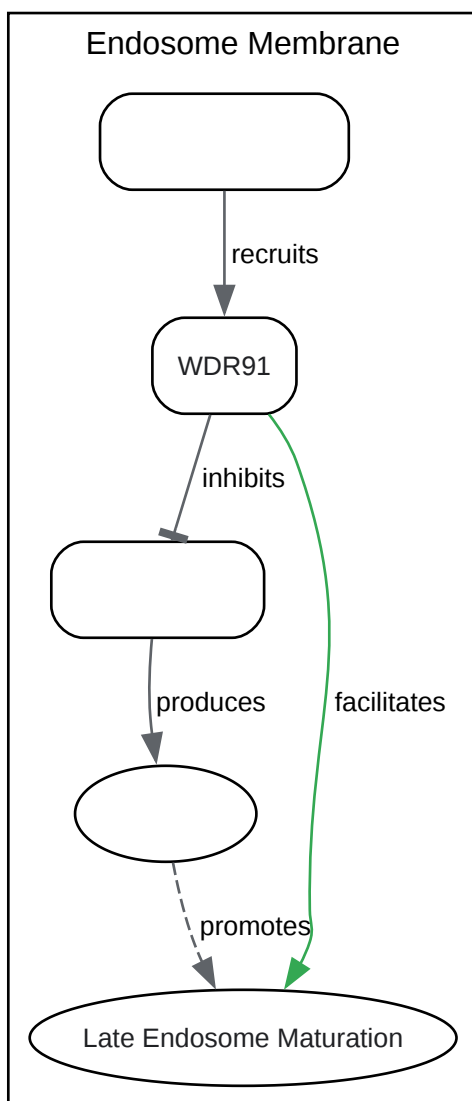 Endosome Membrane
recruits
WDR91
inhibits
produces
facilitates
promotes
Late Endosome Maturation